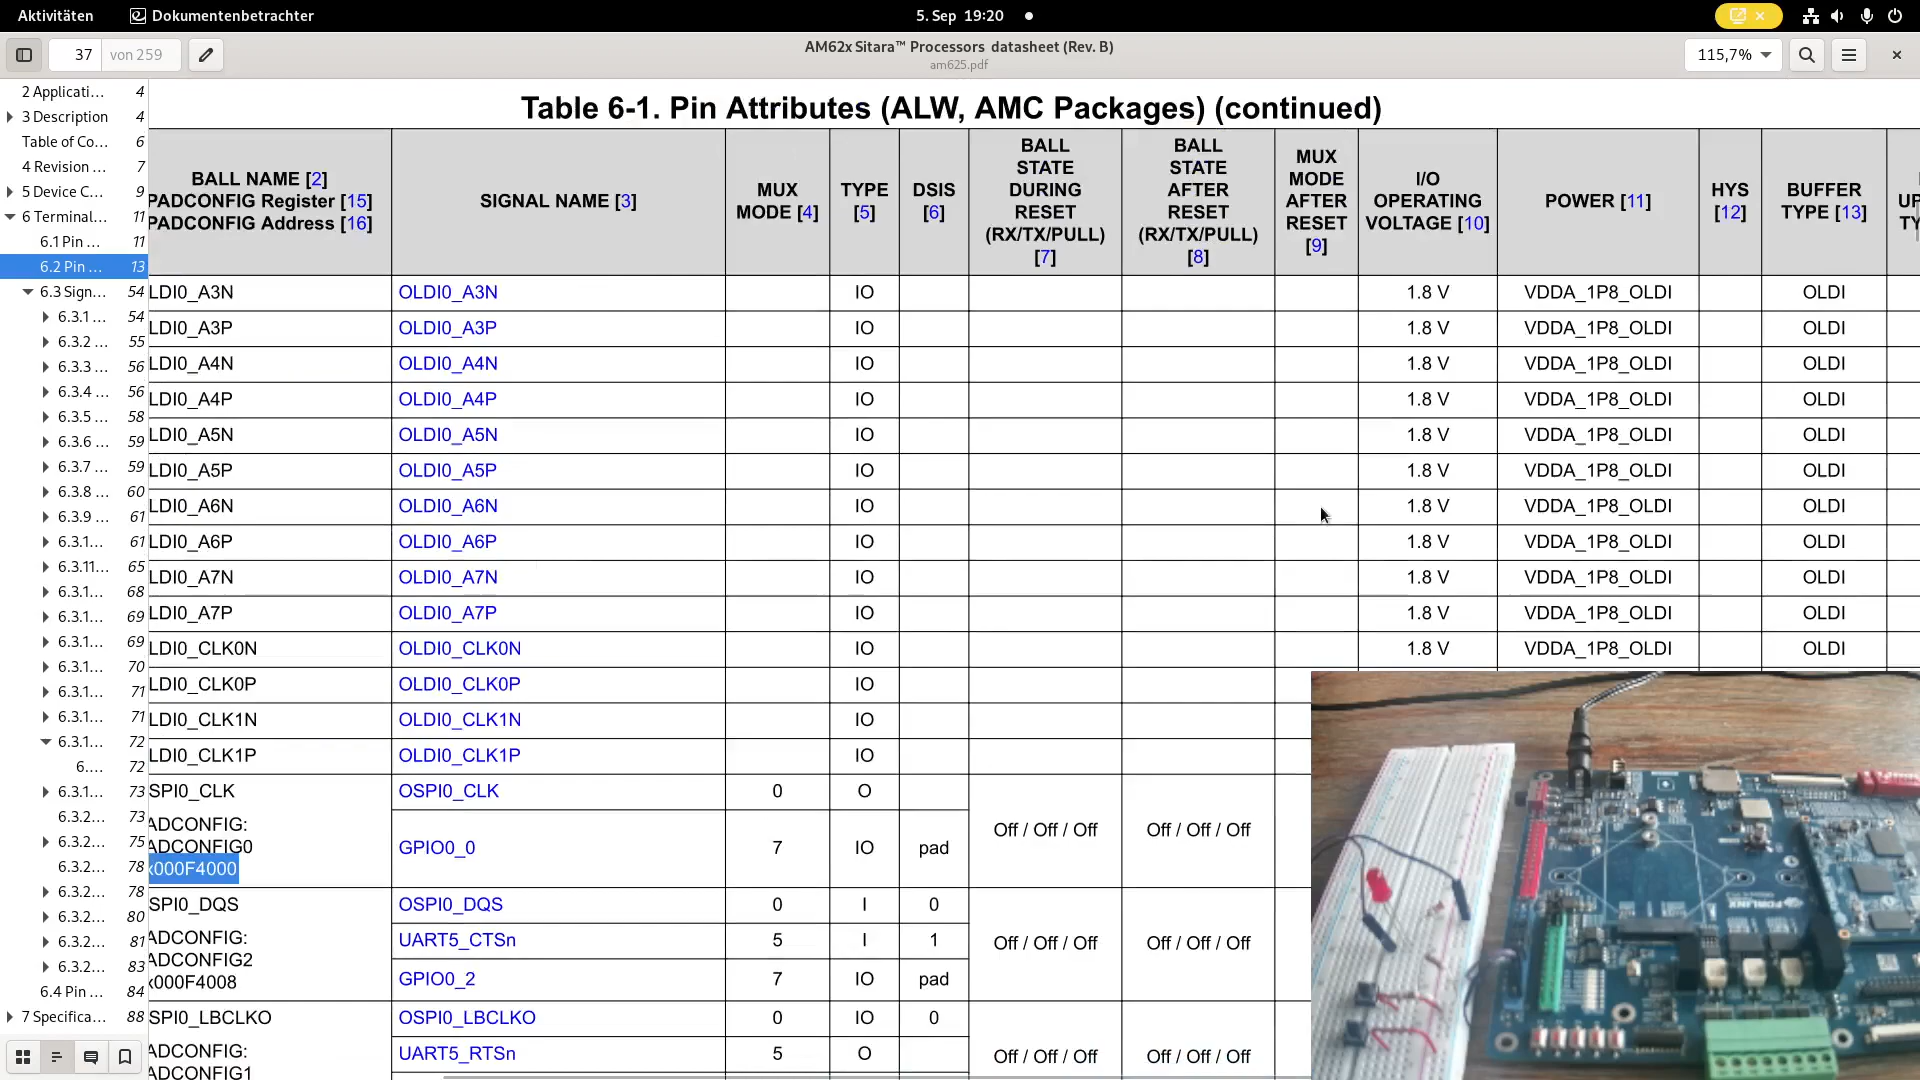 Aktivitäten
Dokumentenbetrachter
5. Sep 19:20
37 von 259
AM62x Sitara™ Processors datasheet (Rev. B)
am625.pdf
115,7%
2 Applicati... 4
3 Description 4
Table of Co... 6
4 Revision ... 7
5 Device C... 9
6 Terminal... 11
6.1 Pin ... 11
6.2 Pin ... 13
6.3 Sign... 54
6.3.1 ... 54
6.3.2 ... 55
6.3.3 ... 56
6.3.4 ... 56
6.3.5 ... 58
6.3.6 ... 59
6.3.7 ... 59
6.3.8 ... 60
6.3.9 ... 61
6.3.1... 61
6.3.11... 65
6.3.1... 68
6.3.1... 69
6.3.1... 69
6.3.1... 70
6.3.1... 71
6.3.1... 71
6.3.1... 72
6.... 72
6.3.1... 73
6.3.2... 73
6.3.2... 75
6.3.2... 78
6.3.2... 78
6.3.2... 80
6.3.2... 81
6.3.2... 83
6.4 Pin ... 84
7 Specifica... 88
Table 6-1. Pin Attributes (ALW, AMC Packages) (continued)
BALL NAME [2]
PADCONFIG Register [15]
PADCONFIG Address [16]
SIGNAL NAME [3]
MUX
MODE [4]
TYPE
[5]
DSIS
[6]
BALL
STATE
DURING
RESET
(RX/TX/PULL)
[7]
BALL
STATE
AFTER
RESET
(RX/TX/PULL)
[8]
MUX
MODE
AFTER
RESET
[9]
I/O
OPERATING
VOLTAGE [10]
POWER [11]
HYS
[12]
BUFFER
TYPE [13]
UP
TY
LDI0_A3N OLDI0_A3N IO 1.8 V VDDA_1P8_OLDI OLDI
LDI0_A3P OLDI0_A3P IO 1.8 V VDDA_1P8_OLDI OLDI
LDI0_A4N OLDI0_A4N IO 1.8 V VDDA_1P8_OLDI OLDI
LDI0_A4P OLDI0_A4P IO 1.8 V VDDA_1P8_OLDI OLDI
LDI0_A5N OLDI0_A5N IO 1.8 V VDDA_1P8_OLDI OLDI
LDI0_A5P OLDI0_A5P IO 1.8 V VDDA_1P8_OLDI OLDI
LDI0_A6N OLDI0_A6N IO 1.8 V VDDA_1P8_OLDI OLDI
LDI0_A6P OLDI0_A6P IO 1.8 V VDDA_1P8_OLDI OLDI
LDI0_A7N OLDI0_A7N IO 1.8 V VDDA_1P8_OLDI OLDI
LDI0_A7P OLDI0_A7P IO 1.8 V VDDA_1P8_OLDI OLDI
LDI0_CLK0N OLDI0_CLK0N IO 1.8 V VDDA_1P8_OLDI OLDI
LDI0_CLK0P OLDI0_CLK0P IO
LDI0_CLK1N OLDI0_CLK1N IO
LDI0_CLK1P OLDI0_CLK1P IO
SPI0_CLK OSPI0_CLK 0 O
ADCONFIG:
ADCONFIG0
x000F4000
GPIO0_0 7 IO pad
Off / Off / Off Off / Off / Off
SPI0_DQS OSPI0_DQS 0 I 0
ADCONFIG:
ADCONFIG2
x000F4008
UART5_CTSn 5 I 1
GPIO0_2 7 IO pad
Off / Off / Off Off / Off / Off
SPI0_LBCLKO OSPI0_LBCLKO 0 IO 0
ADCONFIG:
ADCONFIG1
UART5_RTSn 5 O
Off / Off / Off Off / Off / Off
FORLINX